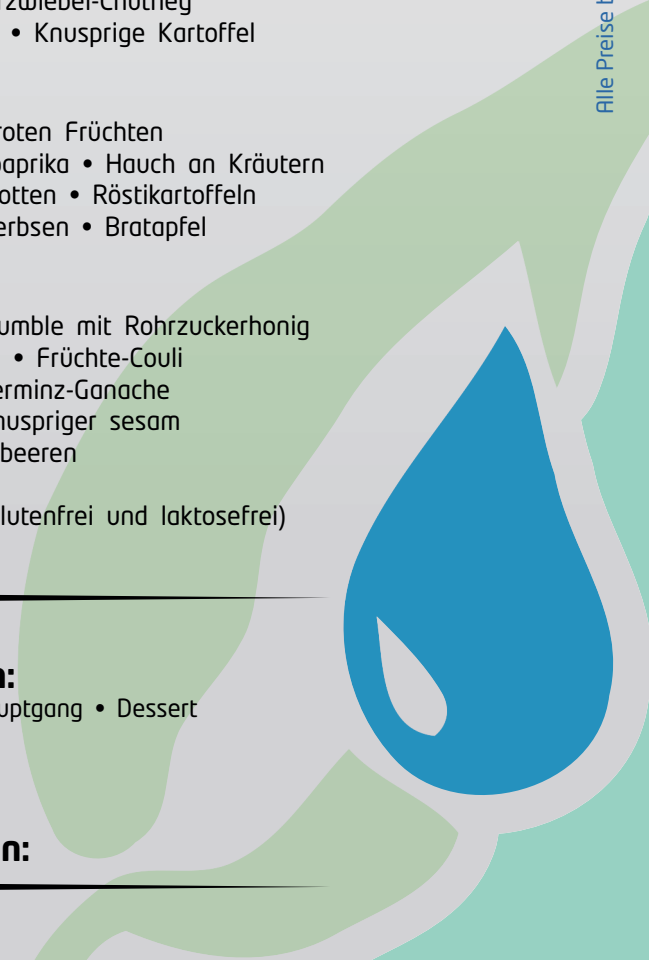 rzwiebel-Chutney
• Knusprige Kartoffel
roten Früchten
paprika • Hauch an Kräutern
otten • Röstikartoffeln
erbsen • Bratapfel
umble mit Rohrzuckerhonig
• Früchte-Couli
erminz-Ganache
nuspriger sesam
beeren
lutenfrei und laktosefrei)
n:
uptgang • Dessert
n:
Alle Preise